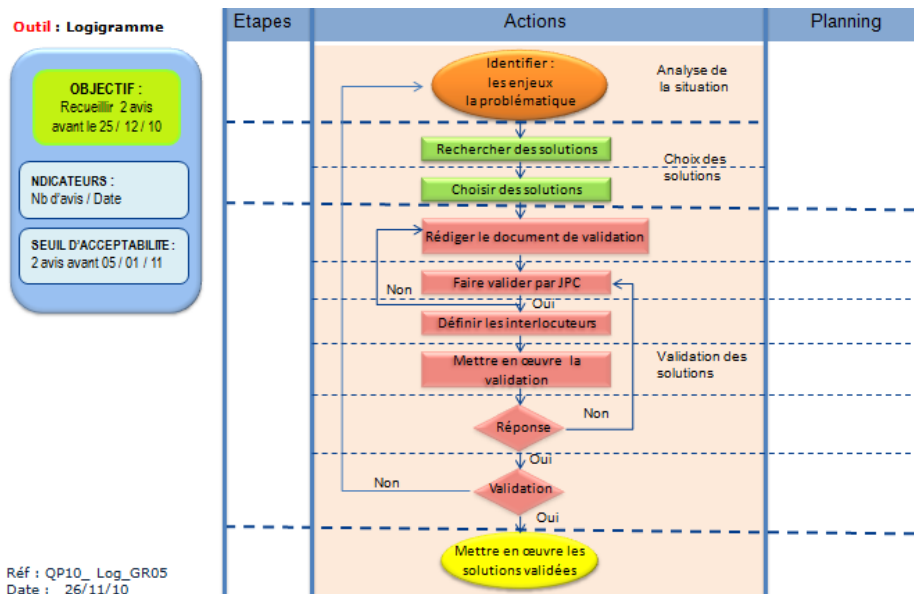 Outil : Logigramme
OBJECTIF :
Recueillir 2 avis
avant le 25 / 12 / 10
NDICATEURS :
Nb d'avis / Date
SEUIL D'ACCEPTABILITE :
2 avis avant 05 / 01 / 11
Réf : QP10_ Log_GR05
Date : 26/11/10
Etapes
Actions
Planning
Identifier :
les enjeux
la problématique
Analyse de
la situation
Rechercher des solutions
Choix des
solutions
Choisir des solutions
Rédiger le document de validation
Faire valider par JPC
Non
Oui
Définir les interlocuteurs
Mettre en œuvre la
validation
Validation des
solutions
Réponse
Non
Oui
Validation
Non
Oui
Mettre en œuvre les
solutions validées